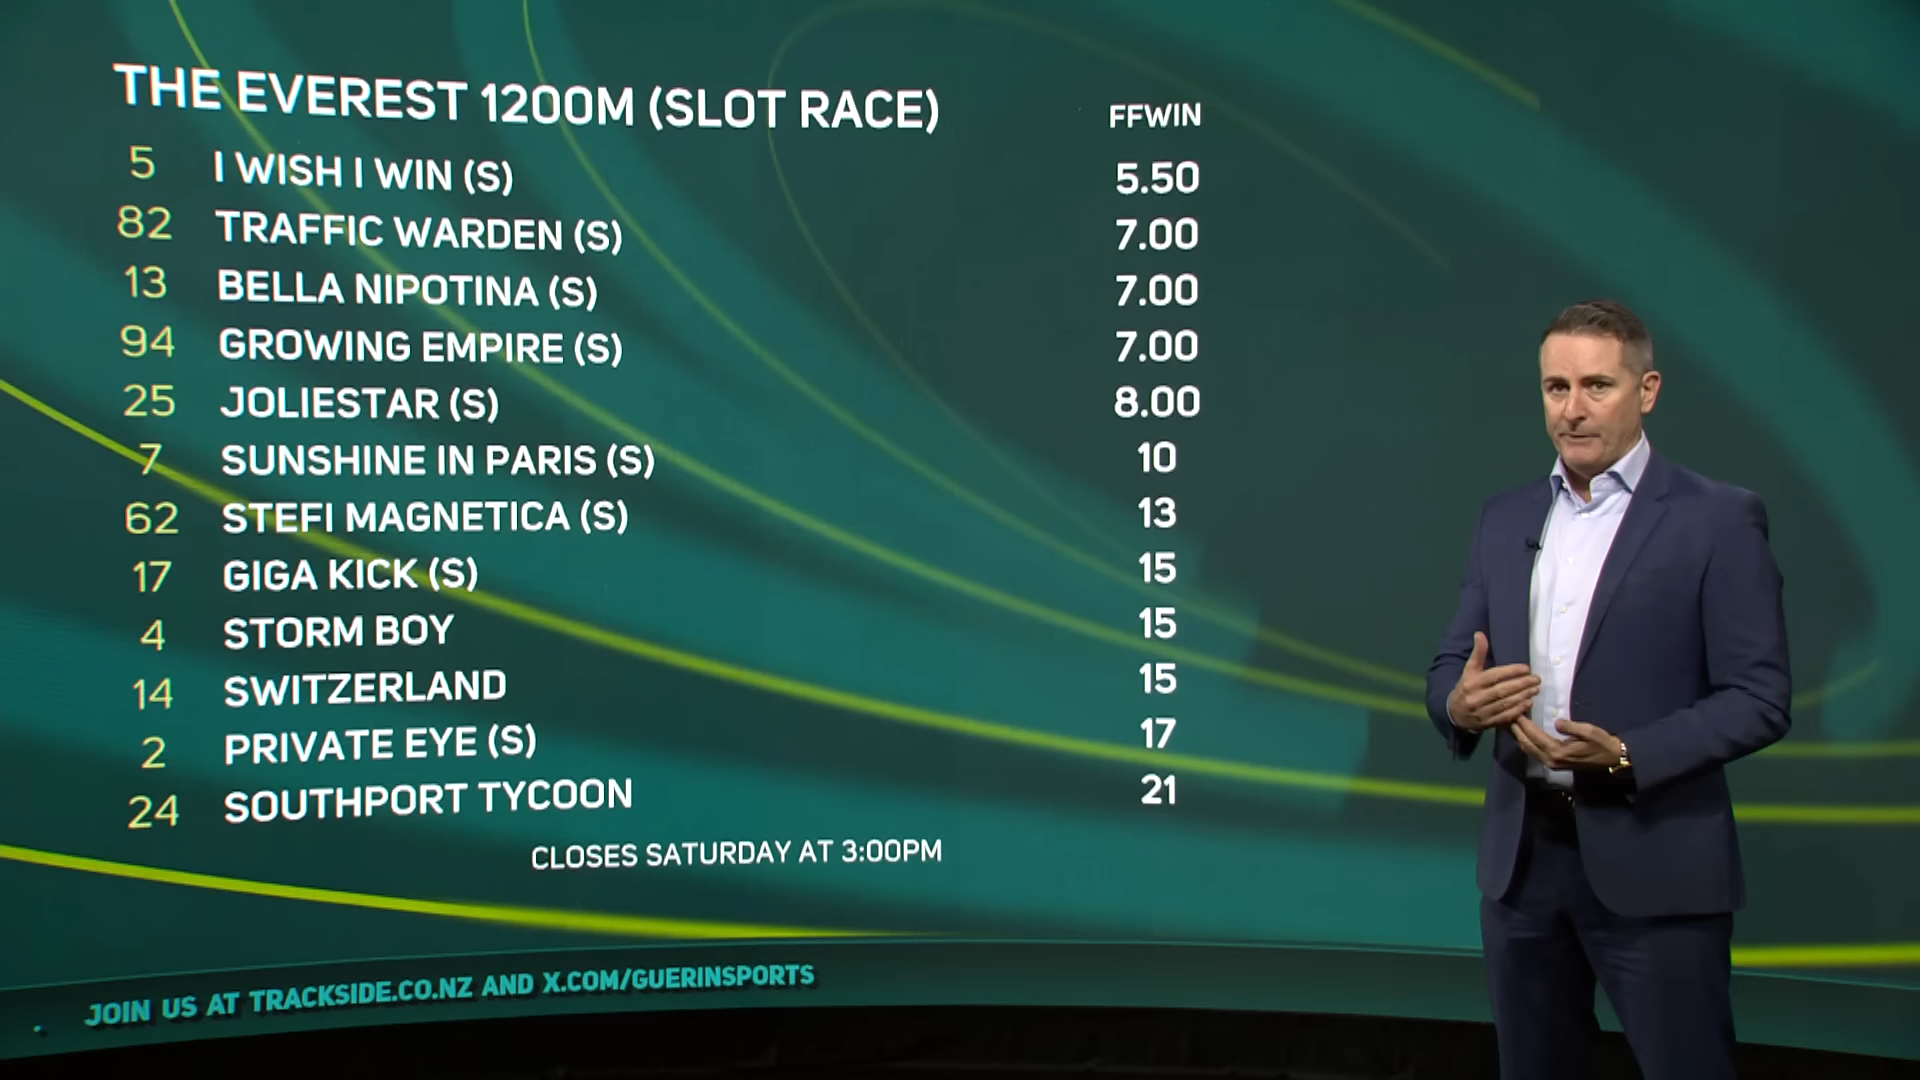 THE EVEREST 1200M (SLOT RACE) FFWIN
5 I WISH I WIN (S) 5.50
82 TRAFFIC WARDEN (S) 7.00
13 BELLA NIPOTINA (S) 7.00
94 GROWING EMPIRE (S) 7.00
25 JOLIESTAR (S) 8.00
7 SUNSHINE IN PARIS (S) 10
62 STEFI MAGNETICA (S) 13
17 GIGA KICK (S) 15
4 STORM BOY 15
14 SWITZERLAND 15
2 PRIVATE EYE (S) 17
24 SOUTHPORT TYCOON 21
CLOSES SATURDAY AT 3:00PM
JOIN US AT TRACKSIDE.CO.NZ AND X.COM/GUERINSPORTS